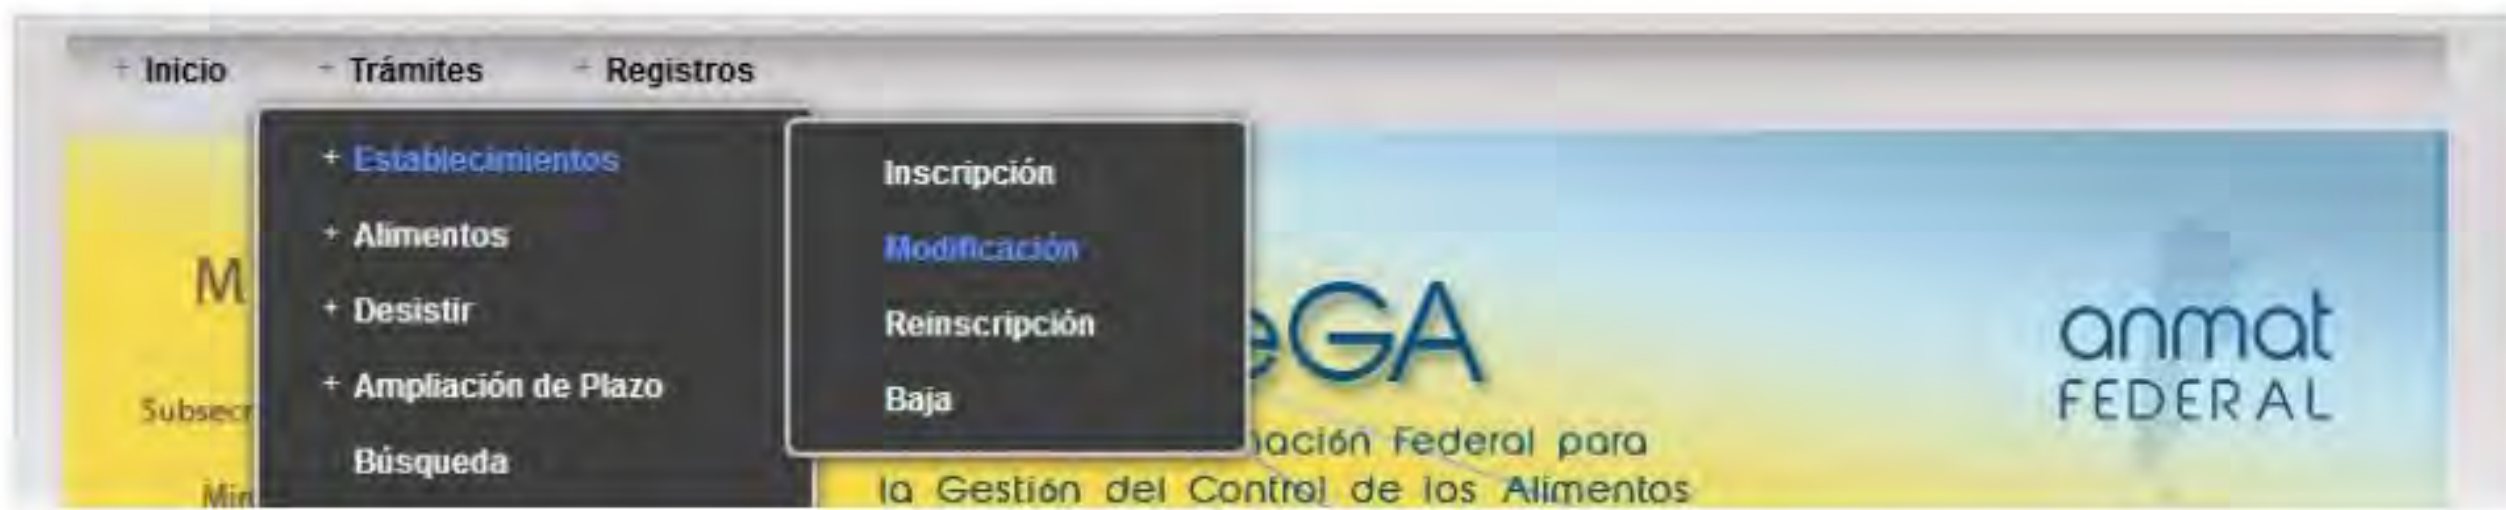 + Inicio + Trámites + Registros
+ Establecimientos
+ Alimentos
+ Desistir
+ Ampliación de Plazo
Búsqueda
Inscripción
Modificación
Reinscripción
Baja
M
Subsecr
Min
eGA
ación Federal para
la Gestión del Control de los Alimentos
anmat
FEDERAL